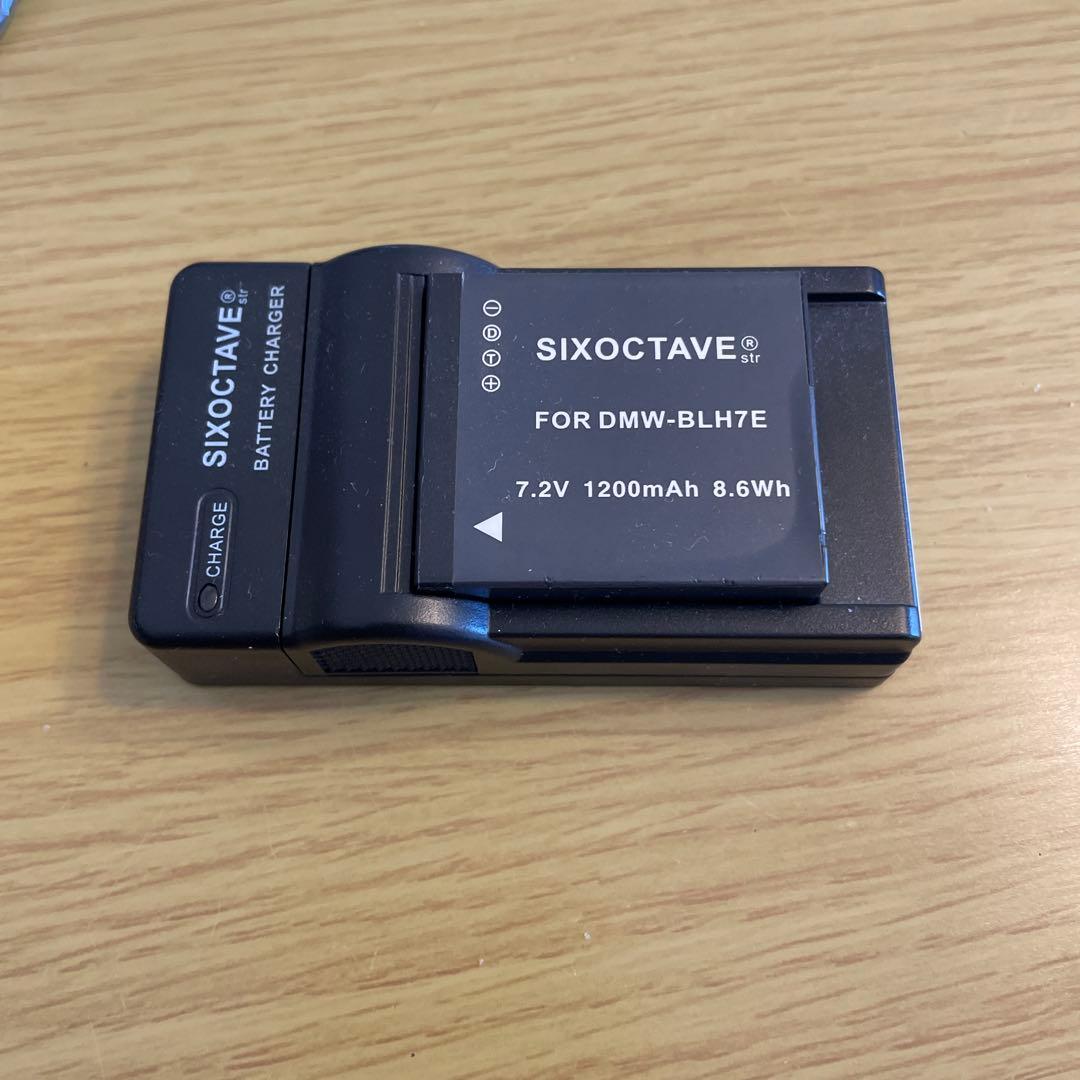 SIXOCTAVE® str
BATTERY CHARGER
CHARGE
⊖
Ⓓ
Ⓣ
⊕
SIXOCTAVE® str
FOR DMW-BLH7E
7.2V 1200mAh 8.6Wh